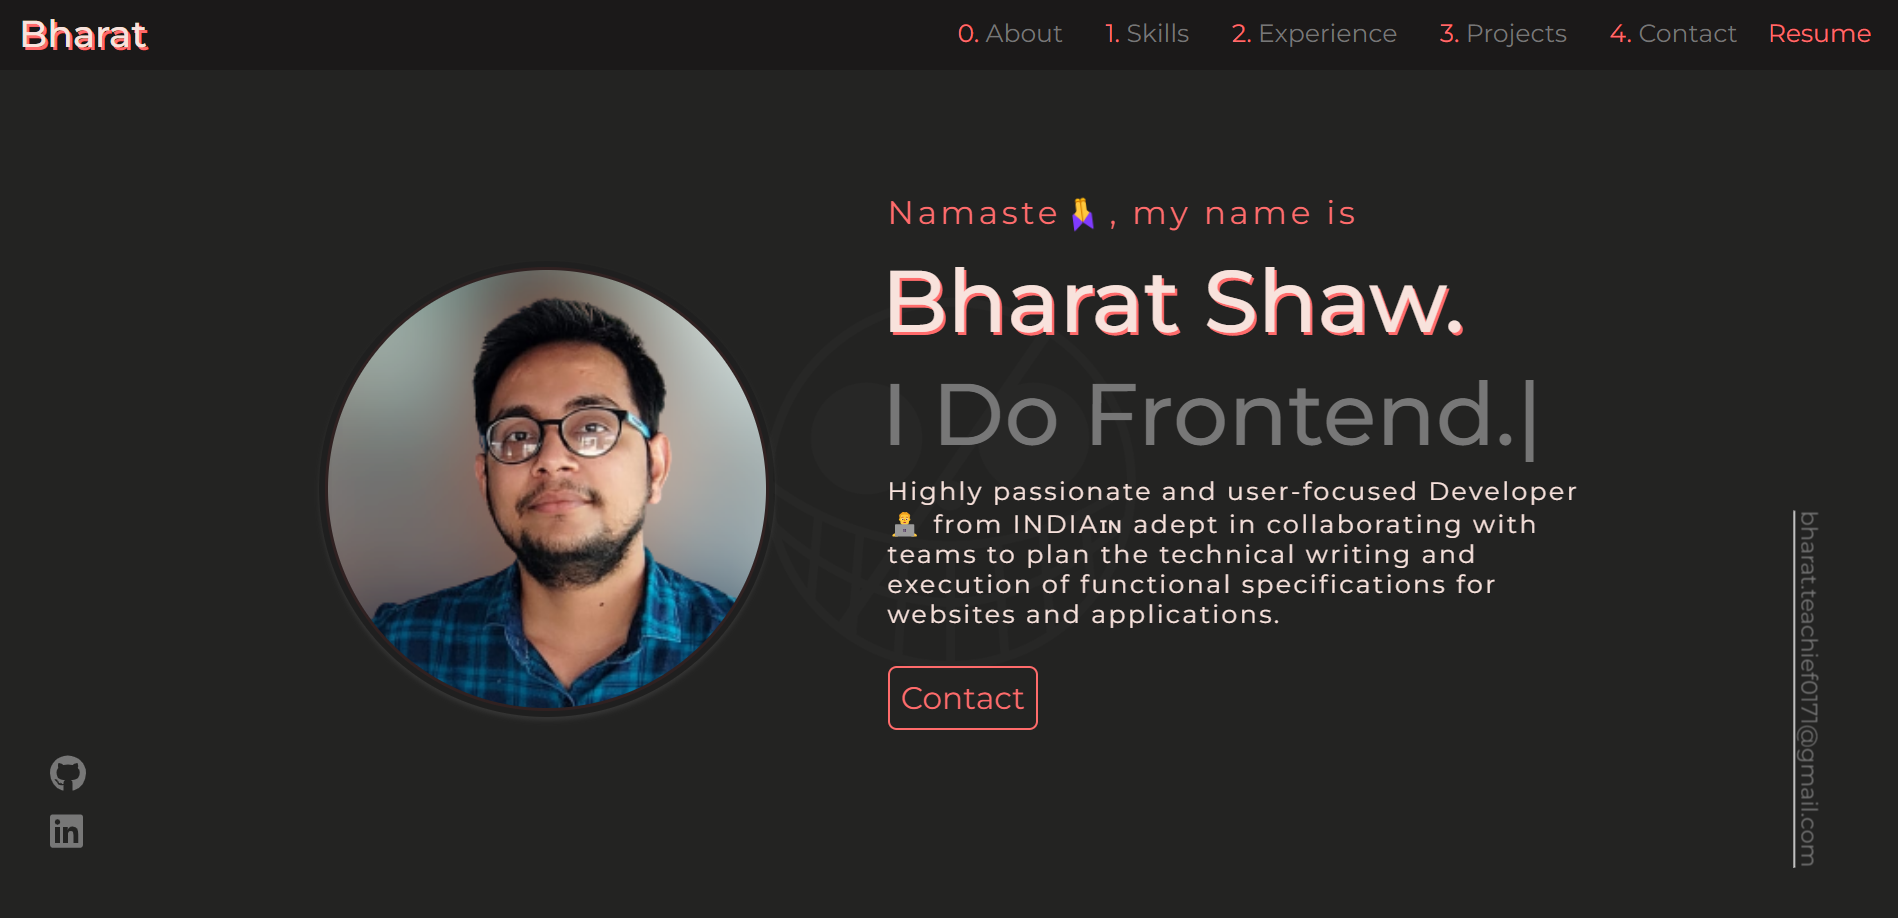 Bharat
0. About 1. Skills 2. Experience 3. Projects 4. Contact Resume
Namaste🙏, my name is
Bharat Shaw.
I Do Frontend.|
Highly passionate and user-focused Developer
👨‍💻 from INDIAɪɴ adept in collaborating with
teams to plan the technical writing and
execution of functional specifications for
websites and applications.
Contact
in
bharat.teachief0171@gmail.com